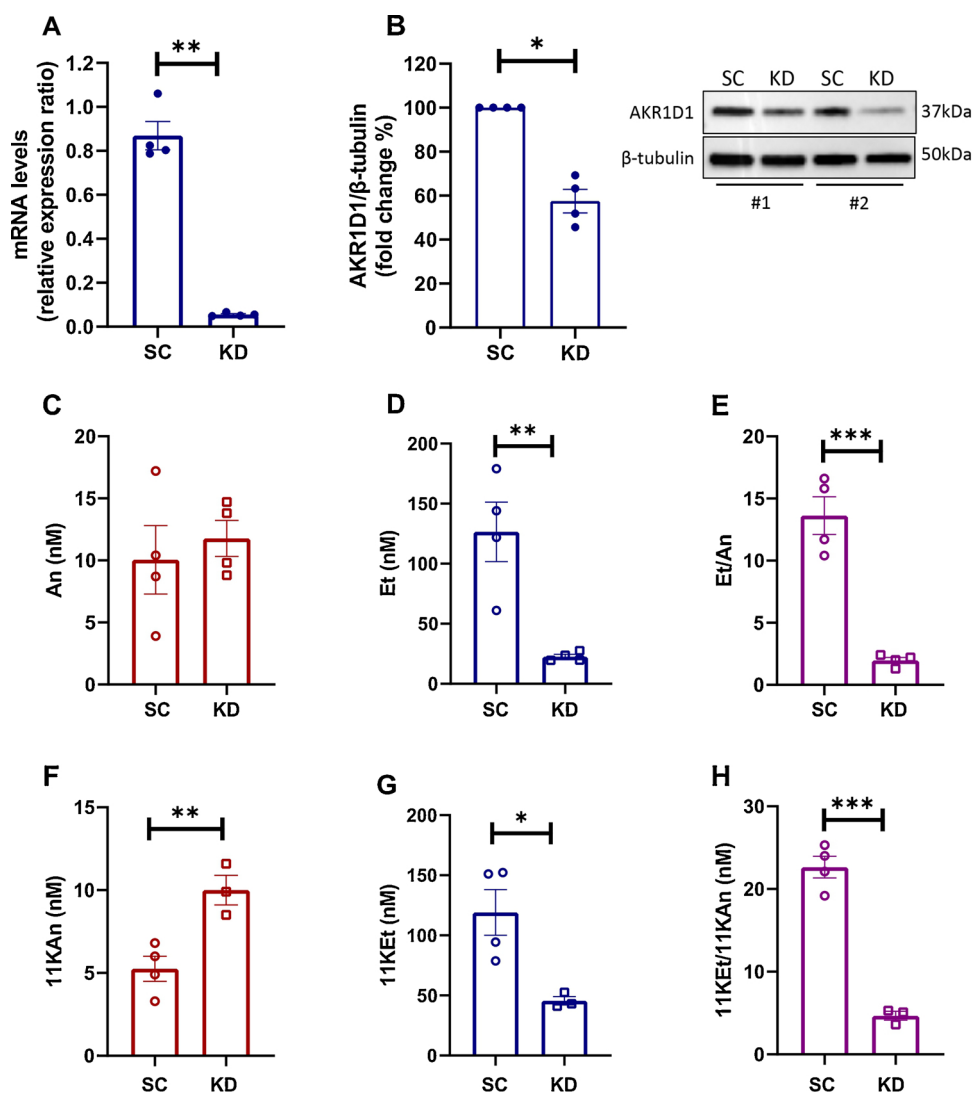 A
mRNA levels
(relative expression ratio)
1.2
1.0
0.8
0.6
0.4
0.2
0.0
**
SC KD
B
AKR1D1/β-tubulin
(fold change %)
120
100
80
60
40
20
0
*
SC KD
SC KD SC KD
AKR1D1 37kDa
β-tubulin 50kDa
#1 #2
C
An (nM)
20
15
10
5
0
SC KD
D
Et (nM)
200
150
100
50
0
**
SC KD
E
Et/An
20
15
10
5
0
***
SC KD
F
11KAn (nM)
15
10
5
0
**
SC KD
G
11KEt (nM)
200
150
100
50
0
*
SC KD
H
11KEt/11KAn (nM)
30
20
10
0
***
SC KD